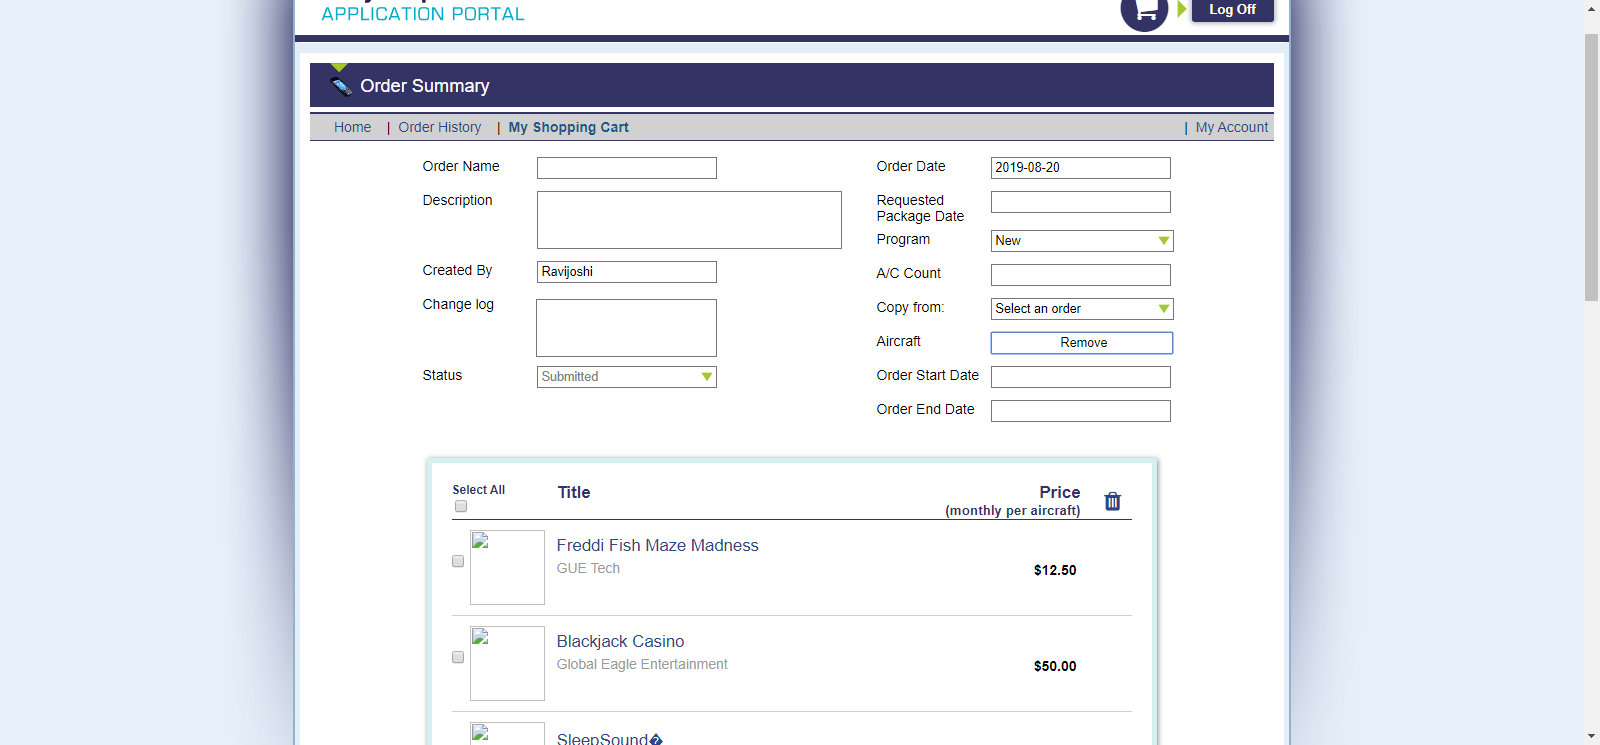 APPLICATION PORTAL
Log Off
Order Summary
Home | Order History | My Shopping Cart | My Account
Order Name
Description
Created By Ravijoshi
Change log
Status Submitted
Order Date 2019-08-20
Requested
Package Date
Program New
A/C Count
Copy from: Select an order
Aircraft Remove
Order Start Date
Order End Date
Select All Title Price
(monthly per aircraft)
Freddi Fish Maze Madness
GUE Tech
$12.50
Blackjack Casino
Global Eagle Entertainment
$50.00
SleepSound�